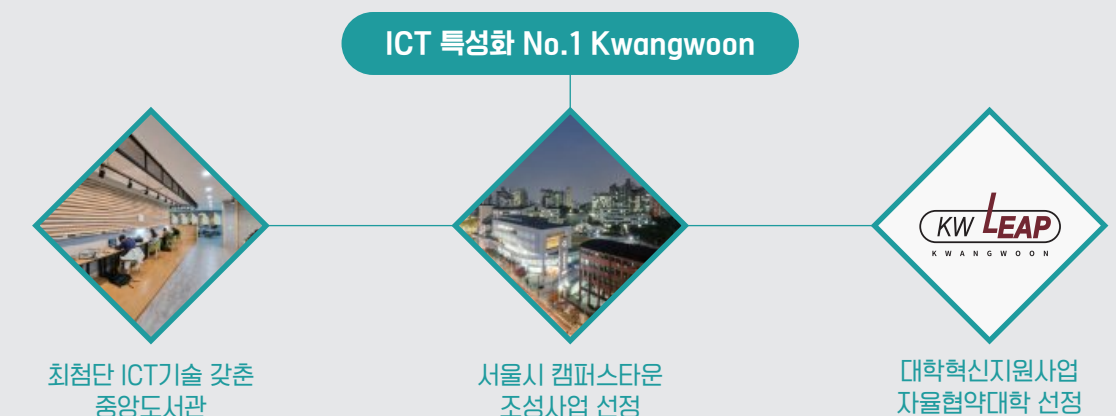 ICT 특성화 No.1 Kwangwoon
KW LEAP
KWANGWOON
최첨단 ICT기술 갖춘
중앙도서관
서울시 캠퍼스타운
조성사업 선정
대학혁신지원사업
자율협약대학 선정